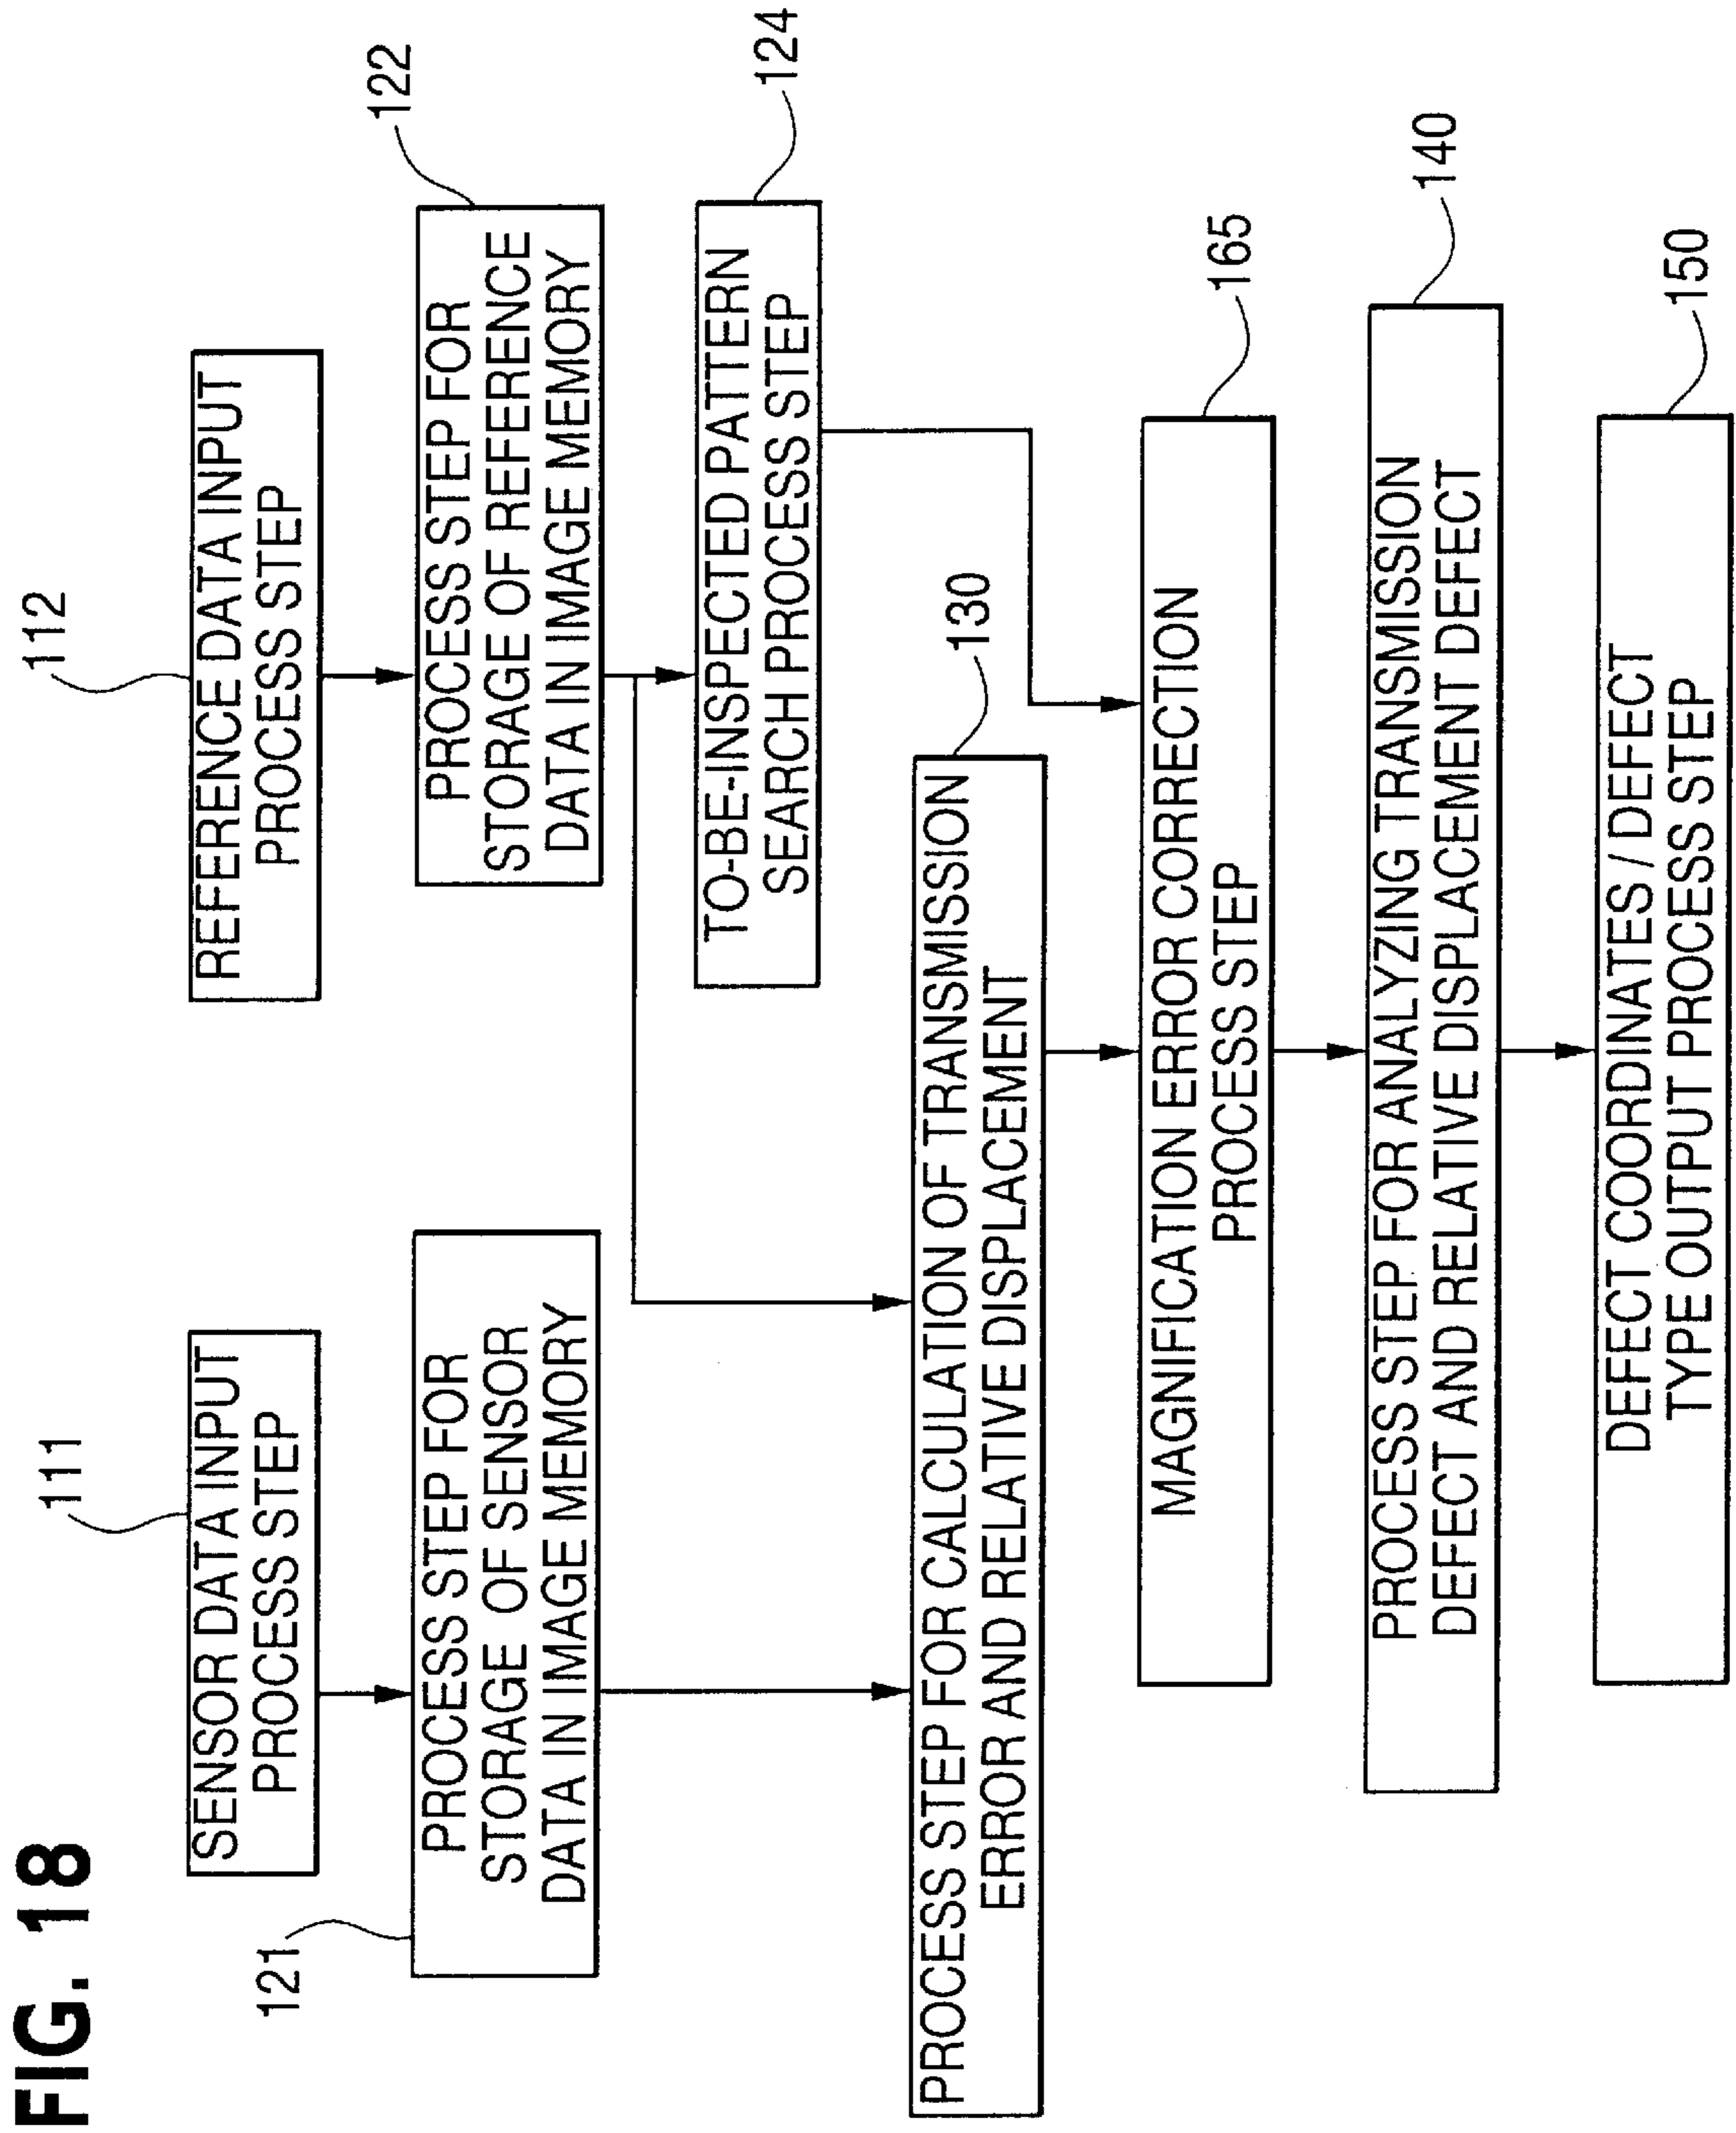 FIG. 18
111
SENSOR DATA INPUT
PROCESS STEP
112
REFERENCE DATA INPUT
PROCESS STEP
121
PROCESS STEP FOR
STORAGE OF SENSOR
DATA IN IMAGE MEMORY
122
PROCESS STEP FOR
STORAGE OF REFERENCE
DATA IN IMAGE MEMORY
124
TO-BE-INSPECTED PATTERN
SEARCH PROCESS STEP
130
PROCESS STEP FOR CALCULATION OF TRANSMISSION
ERROR AND RELATIVE DISPLACEMENT
165
MAGNIFICATION ERROR CORRECTION
PROCESS STEP
140
PROCESS STEP FOR ANALYZING TRANSMISSION
DEFECT AND RELATIVE DISPLACEMENT DEFECT
150
DEFECT COORDINATES / DEFECT
TYPE OUTPUT PROCESS STEP